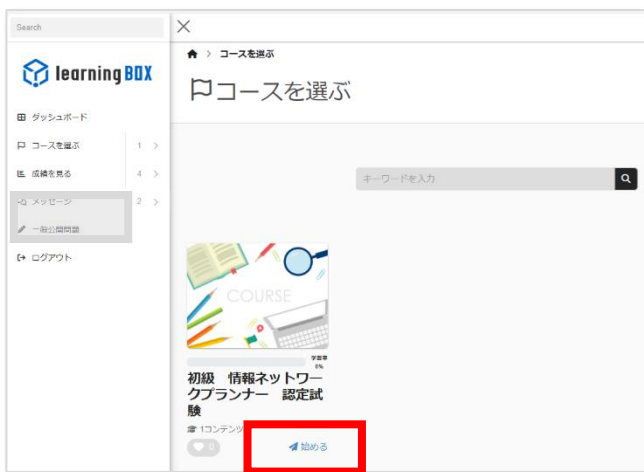 Search
learningBOX
ダッシュボード
コースを選ぶ 1
成績を見る 4
メッセージ 2
一般公開問題
ログアウト
コースを選ぶ
コースを選ぶ
キーワードを入力
COURSE
学習率
0%
初級 情報ネットワー
クプランナー 認定試
験
1コンテンツ
0
始める